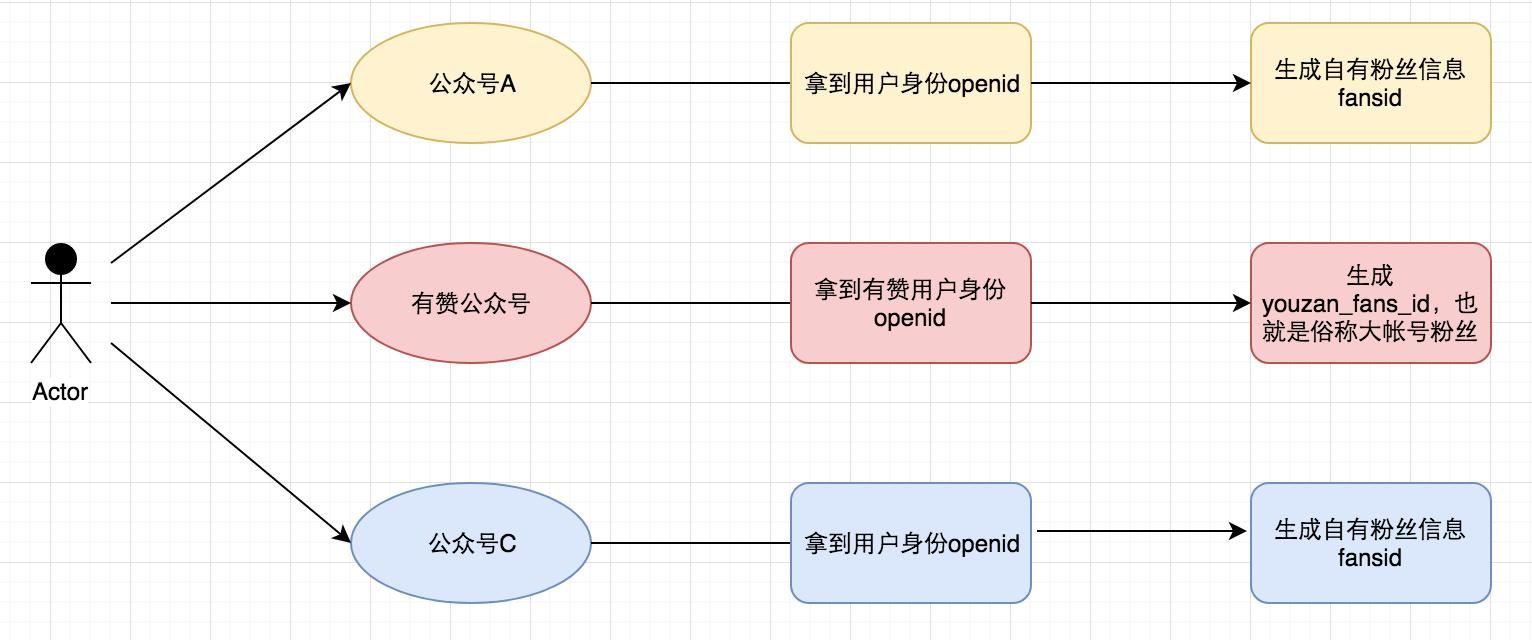 公众号A
拿到用户身份openid
生成自有粉丝信息
fansid
有赞公众号
拿到有赞用户身份
openid
生成
youzan_fans_id，也
就是俗称大帐号粉丝
Actor
公众号C
拿到用户身份openid
生成自有粉丝信息
fansid